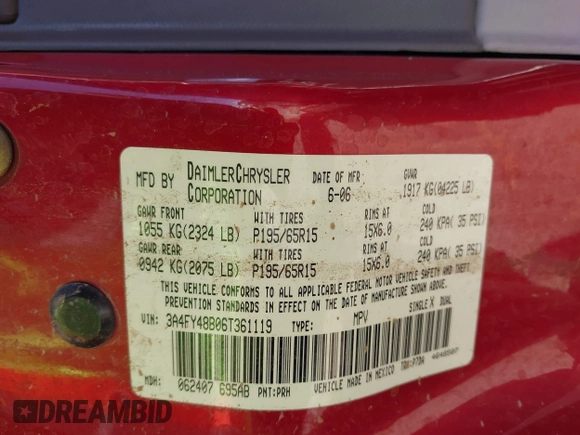 MFD BY DAIMLERCHRYSLER CORPORATION DATE OF MFR 6-06 GVWR 1917 KG(04225 LB)
GAWR FRONT WITH TIRES RIMS AT COLD
1055 KG(2324 LB) P195/65R15 15X6.0 240 KPA( 35 PSI)
GAWR REAR WITH TIRES RIMS AT COLD
0942 KG(2075 LB) P195/65R15 15X6.0 240 KPA( 35 PSI)
THIS VEHICLE CONFORMS TO ALL APPLICABLE FEDERAL MOTOR VEHICLE SAFETY AND THEFT
PREVENTION STANDARDS IN EFFECT ON THE DATE OF MANUFACTURE SHOWN ABOVE.
VIN: 3A4FY48B06T361119 TYPE: MPV SINGLE X DUAL
MDH: 062407 695AB PNT:PRH VEHICLE MADE IN MEXICO
DREAMBID